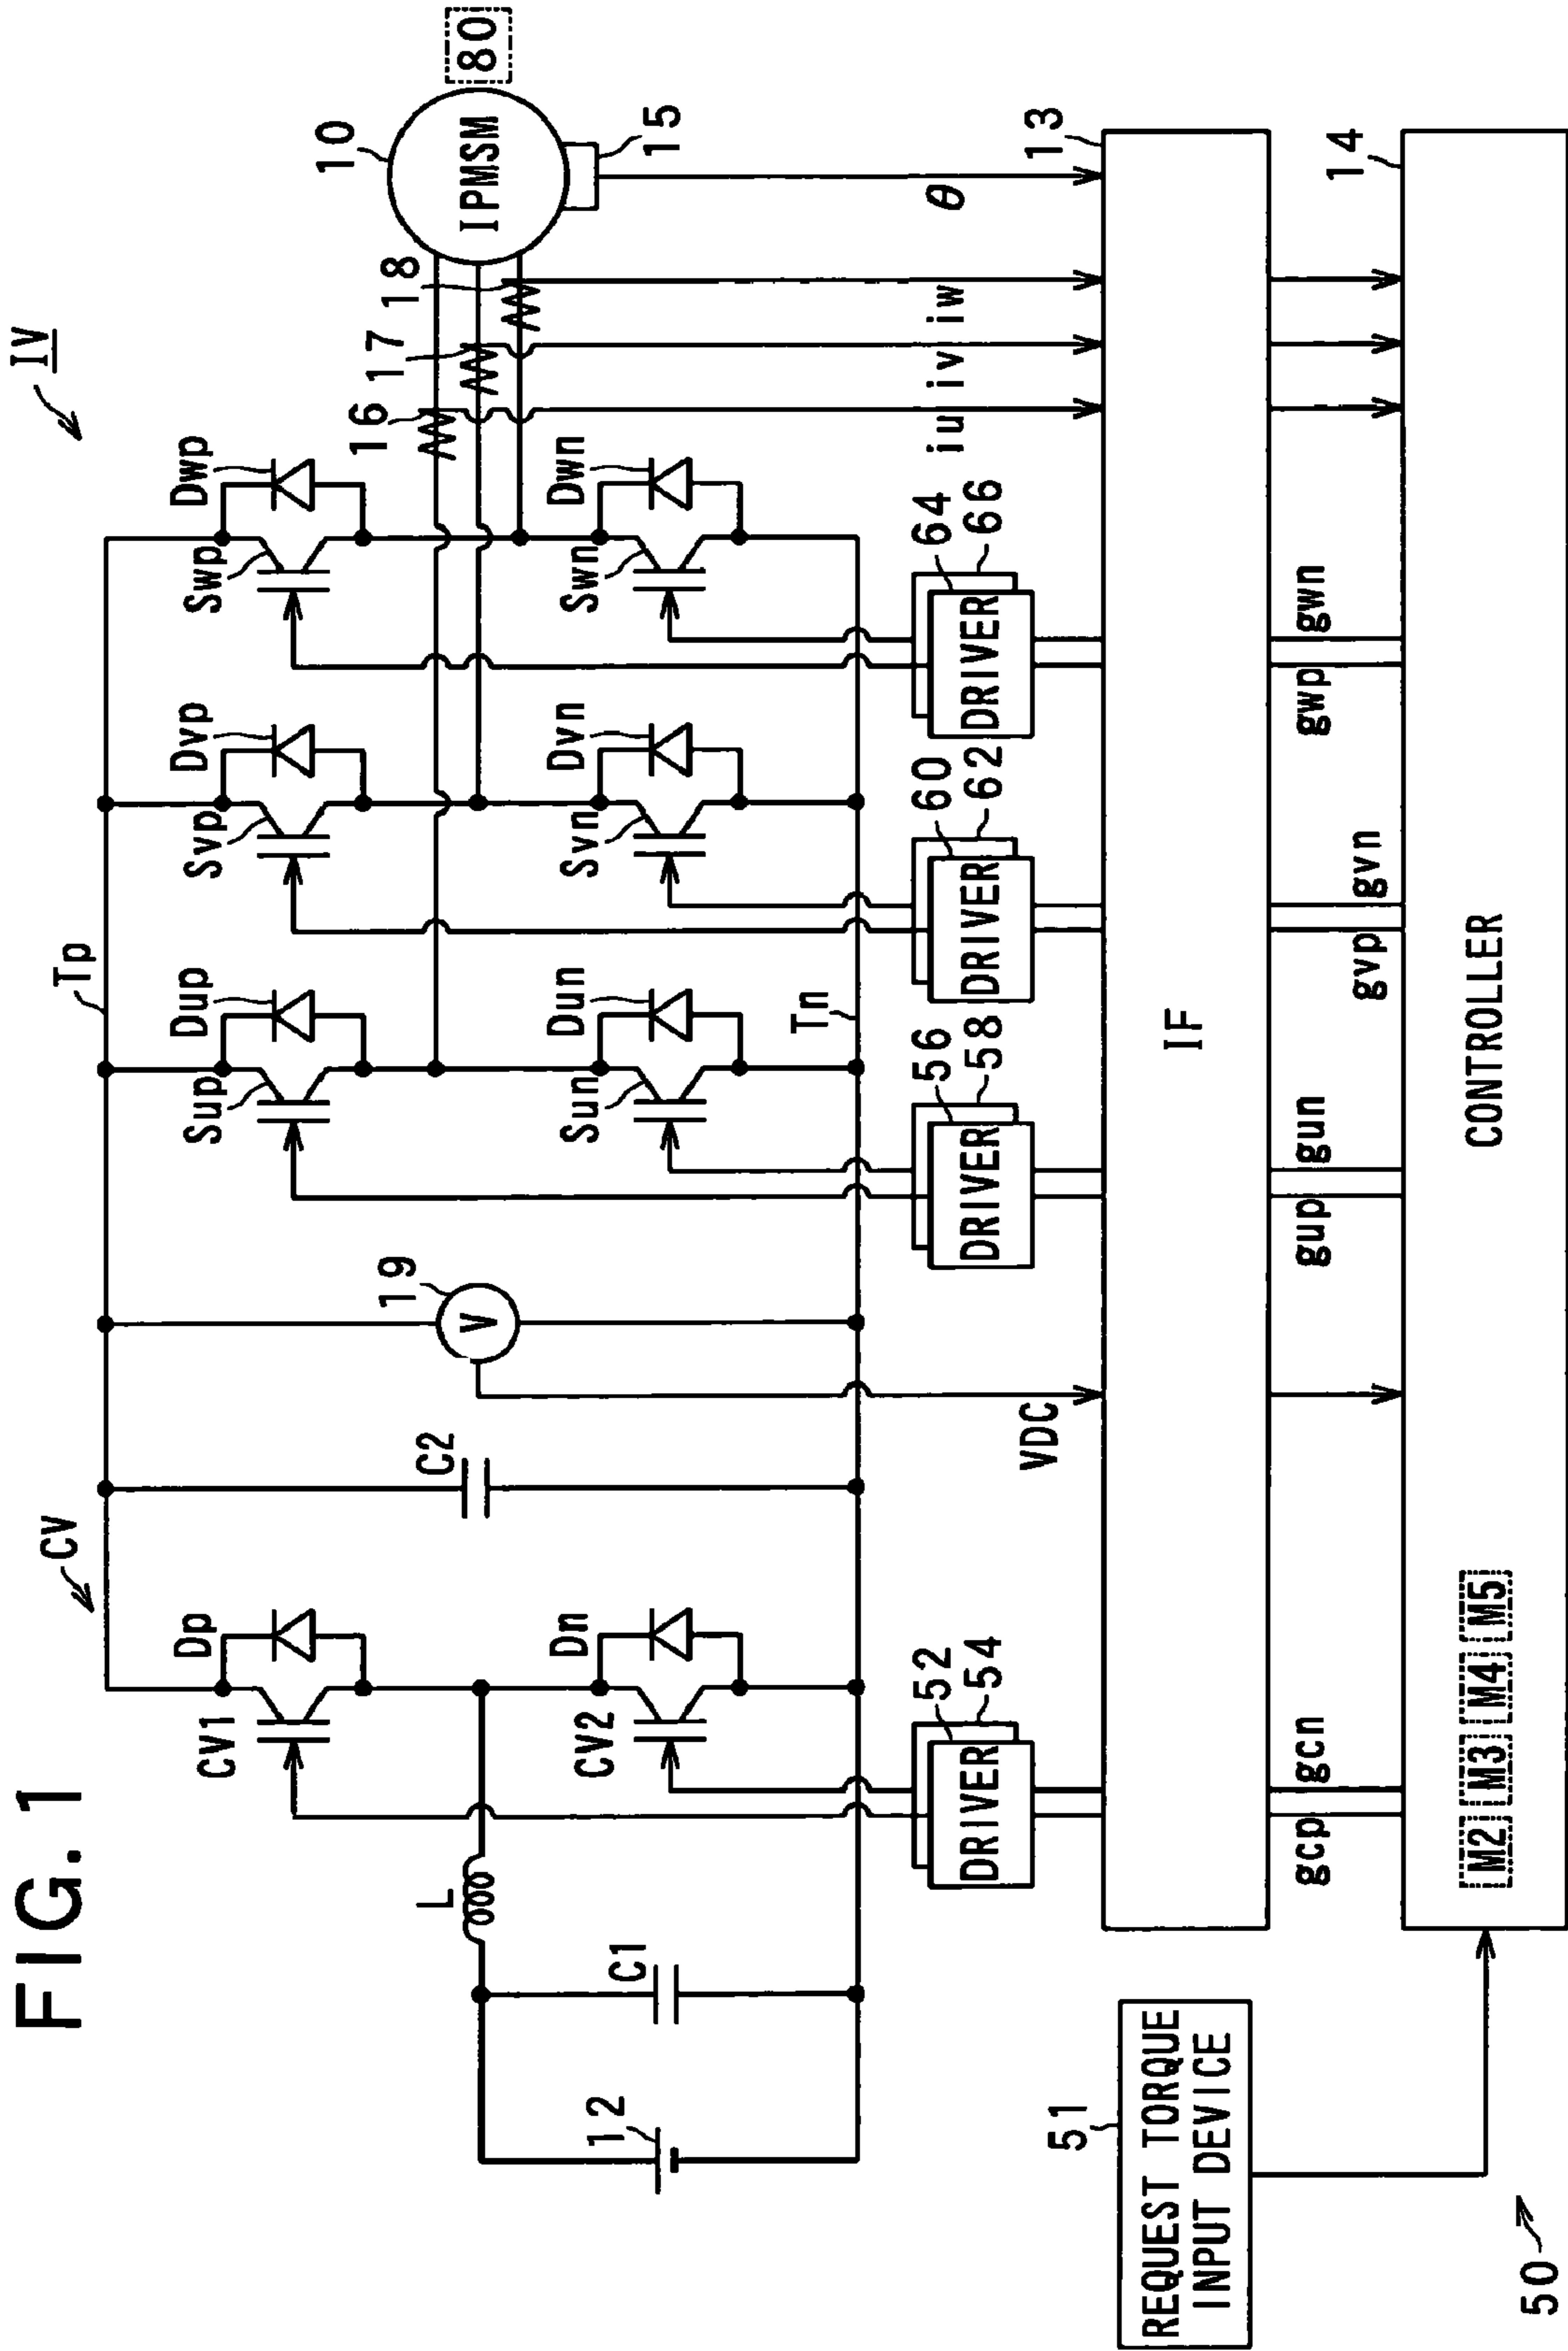 FIG. 1
CV
IV
Tp
Dp
CV1
Dup
Sup
Dvp
Svp
Dwp
Swp
10
80
IPMSM
15
16
17
18
L
C1
12
C2
19
V
Dn
CV2
Dun
Sun
Dvn
Svn
Dwn
Swn
Tn
52
54
DRIVER
56
58
DRIVER
60
62
DRIVER
64
66
DRIVER
VDC
iu
iv
iw
θ
13
IF
51
REQUEST TORQUE
INPUT DEVICE
gcp
gcn
gup
gun
gvp
gvn
gwp
gwn
14
M2
M3
M4
M5
CONTROLLER
50